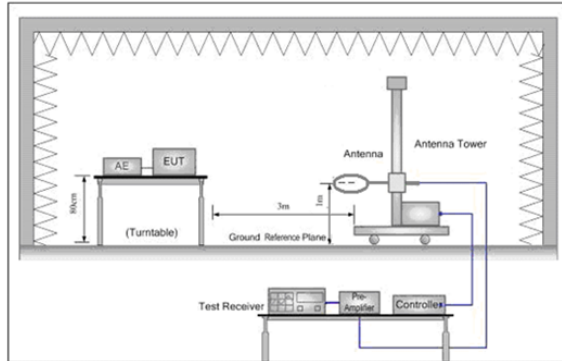 Antenna Tower
Antenna
EUT
AE
80cm
3m
1m
(Turntable)
Ground Reference Plane
Test Receiver
Pre-
Amplifier
Controller